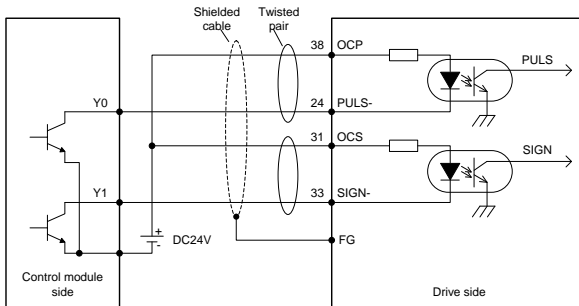 Shielded
cable
Twisted
pair
38 OCP
PULS
Y0
24 PULS-
31 OCS
SIGN
Y1
33 SIGN-
+
-
DC24V
FG
Control module
side
Drive side